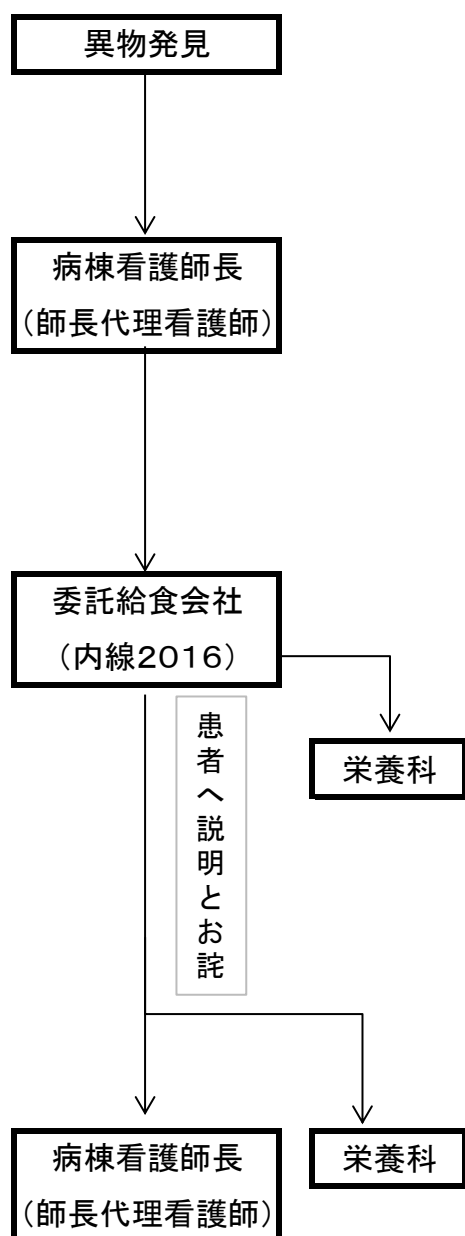 異物発見
病棟看護師長
（師長代理看護師）
委託給食会社
（内線２０１６）
栄養科
患者へ説明とお詫
病棟看護師長
（師長代理看護師）
栄養科